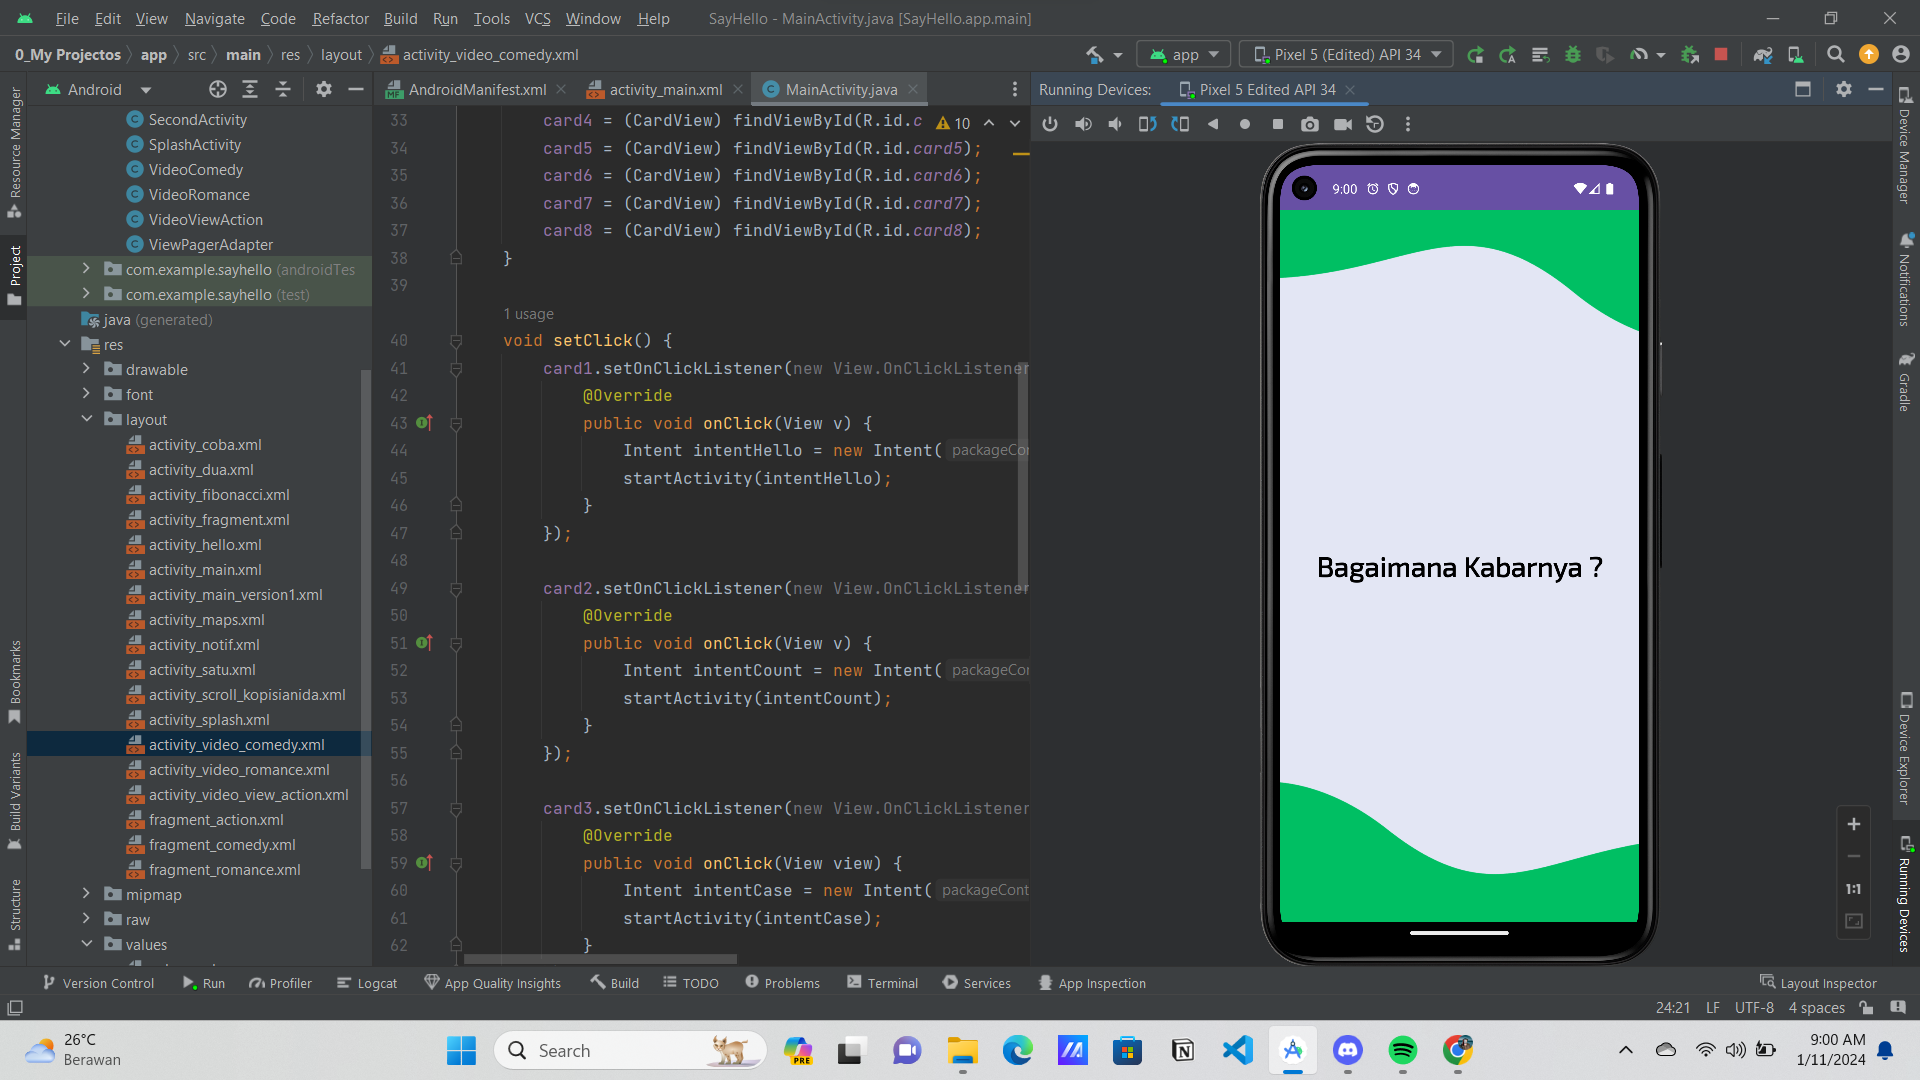 File Edit View Navigate Code Refactor Build Run Tools VCS Window Help SayHello - MainActivity.java [SayHello.app.main]
0_My Projectos app src main res layout activity_video_comedy.xml app Pixel 5 (Edited) API 34
Android AndroidManifest.xml activity_main.xml MainActivity.java Running Devices: Pixel 5 Edited API 34
Resource Manager
Project
Bookmarks
Build Variants
Structure
SecondActivity
SplashActivity
VideoComedy
VideoRomance
VideoViewAction
ViewPagerAdapter
com.example.sayhello (androidTes
com.example.sayhello (test)
java (generated)
res
drawable
font
layout
activity_coba.xml
activity_dua.xml
activity_fibonacci.xml
activity_fragment.xml
activity_hello.xml
activity_main.xml
activity_main_version1.xml
activity_maps.xml
activity_notif.xml
activity_satu.xml
activity_scroll_kopisianida.xml
activity_splash.xml
activity_video_comedy.xml
activity_video_romance.xml
activity_video_view_action.xml
fragment_action.xml
fragment_comedy.xml
fragment_romance.xml
mipmap
raw
values
33 card4 = (CardView) findViewById(R.id.c 10
34 card5 = (CardView) findViewById(R.id.card5);
35 card6 = (CardView) findViewById(R.id.card6);
36 card7 = (CardView) findViewById(R.id.card7);
37 card8 = (CardView) findViewById(R.id.card8);
38 }
39
1 usage
40 void setClick() {
41 card1.setOnClickListener(new View.OnClickListener
42 @Override
43 public void onClick(View v) {
44 Intent intentHello = new Intent( packageCo
45 startActivity(intentHello);
46 }
47 });
48
49 card2.setOnClickListener(new View.OnClickListener
50 @Override
51 public void onClick(View v) {
52 Intent intentCount = new Intent( packageCo
53 startActivity(intentCount);
54 }
55 });
56
57 card3.setOnClickListener(new View.OnClickListener
58 @Override
59 public void onClick(View view) {
60 Intent intentCase = new Intent( packageCont
61 startActivity(intentCase);
62 }
9:00
Bagaimana Kabarnya ?
1:1
Device Manager
Notifications
Gradle
Device Explorer
Running Devices
Version Control Run Profiler Logcat App Quality Insights Build TODO Problems Terminal Services App Inspection Layout Inspector
24:21 LF UTF-8 4 spaces
26°C
Berawan
Search
PRE
9:00 AM
1/11/2024